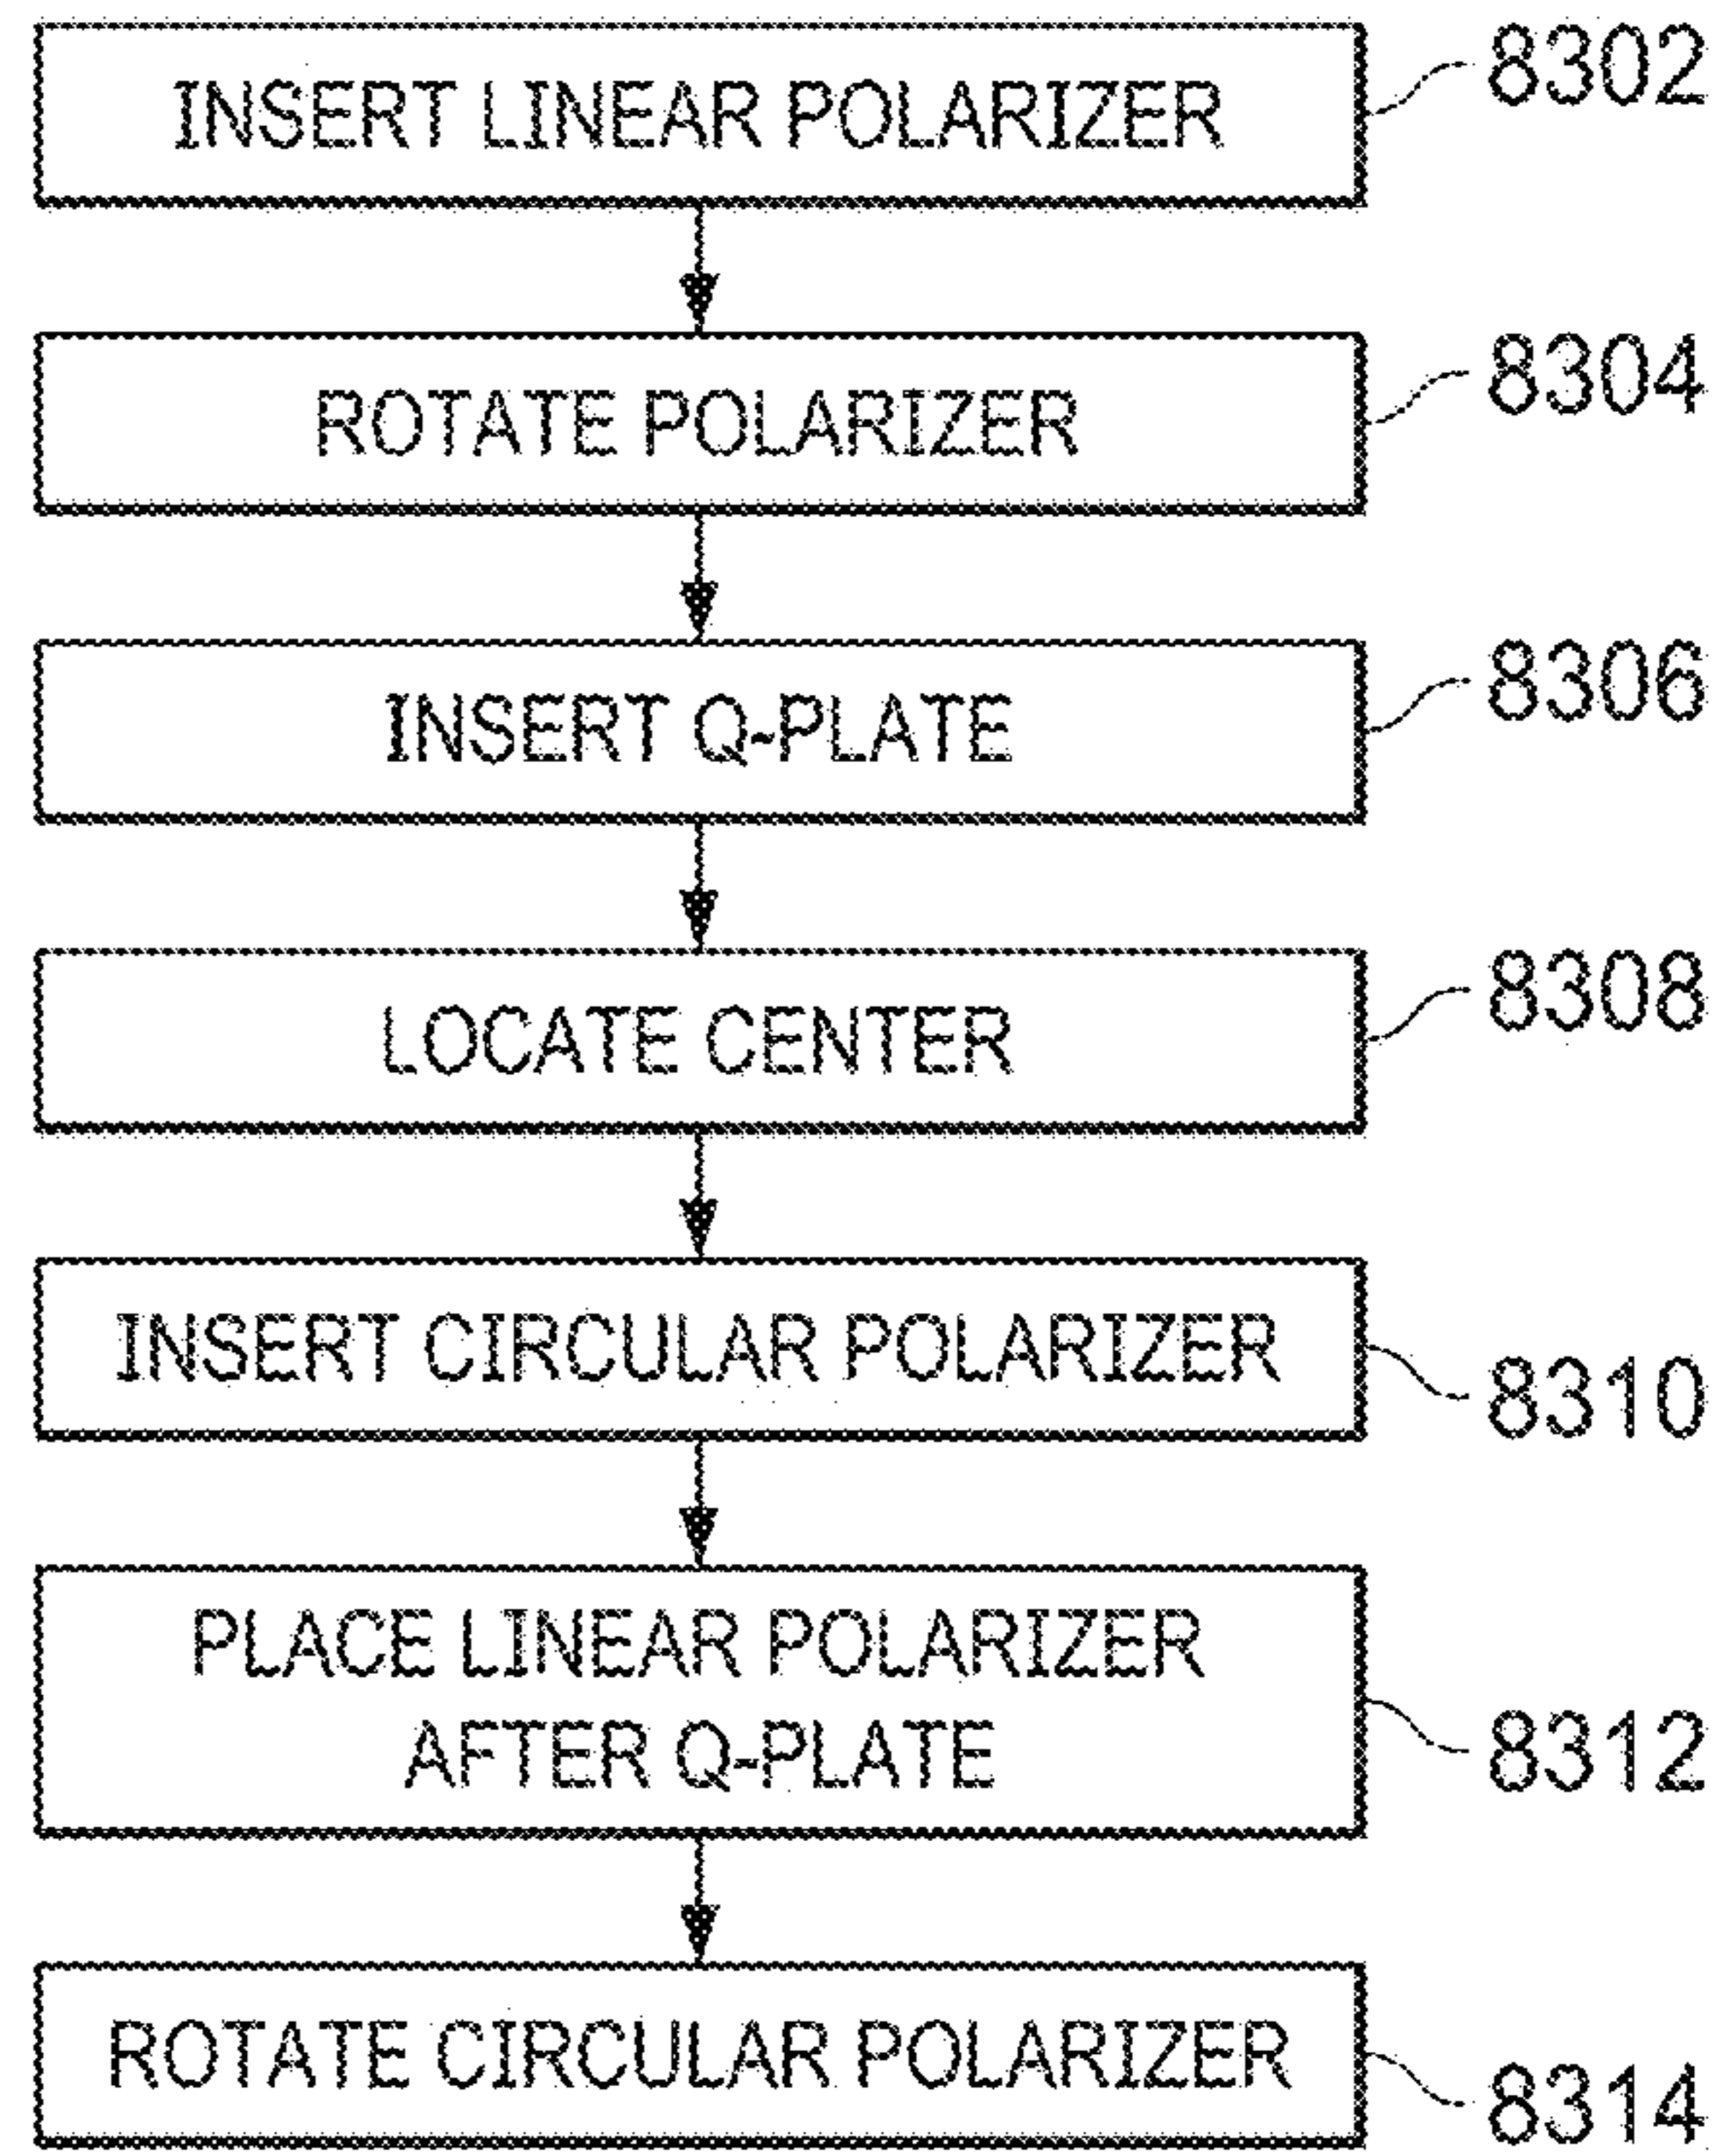 INSERT LINEAR POLARIZER
8302
ROTATE POLARIZER
8304
INSERT Q-PLATE
8306
LOCATE CENTER
8308
INSERT CIRCULAR POLARIZER
8310
PLACE LINEAR POLARIZER
AFTER Q-PLATE
8312
ROTATE CIRCULAR POLARIZER
8314